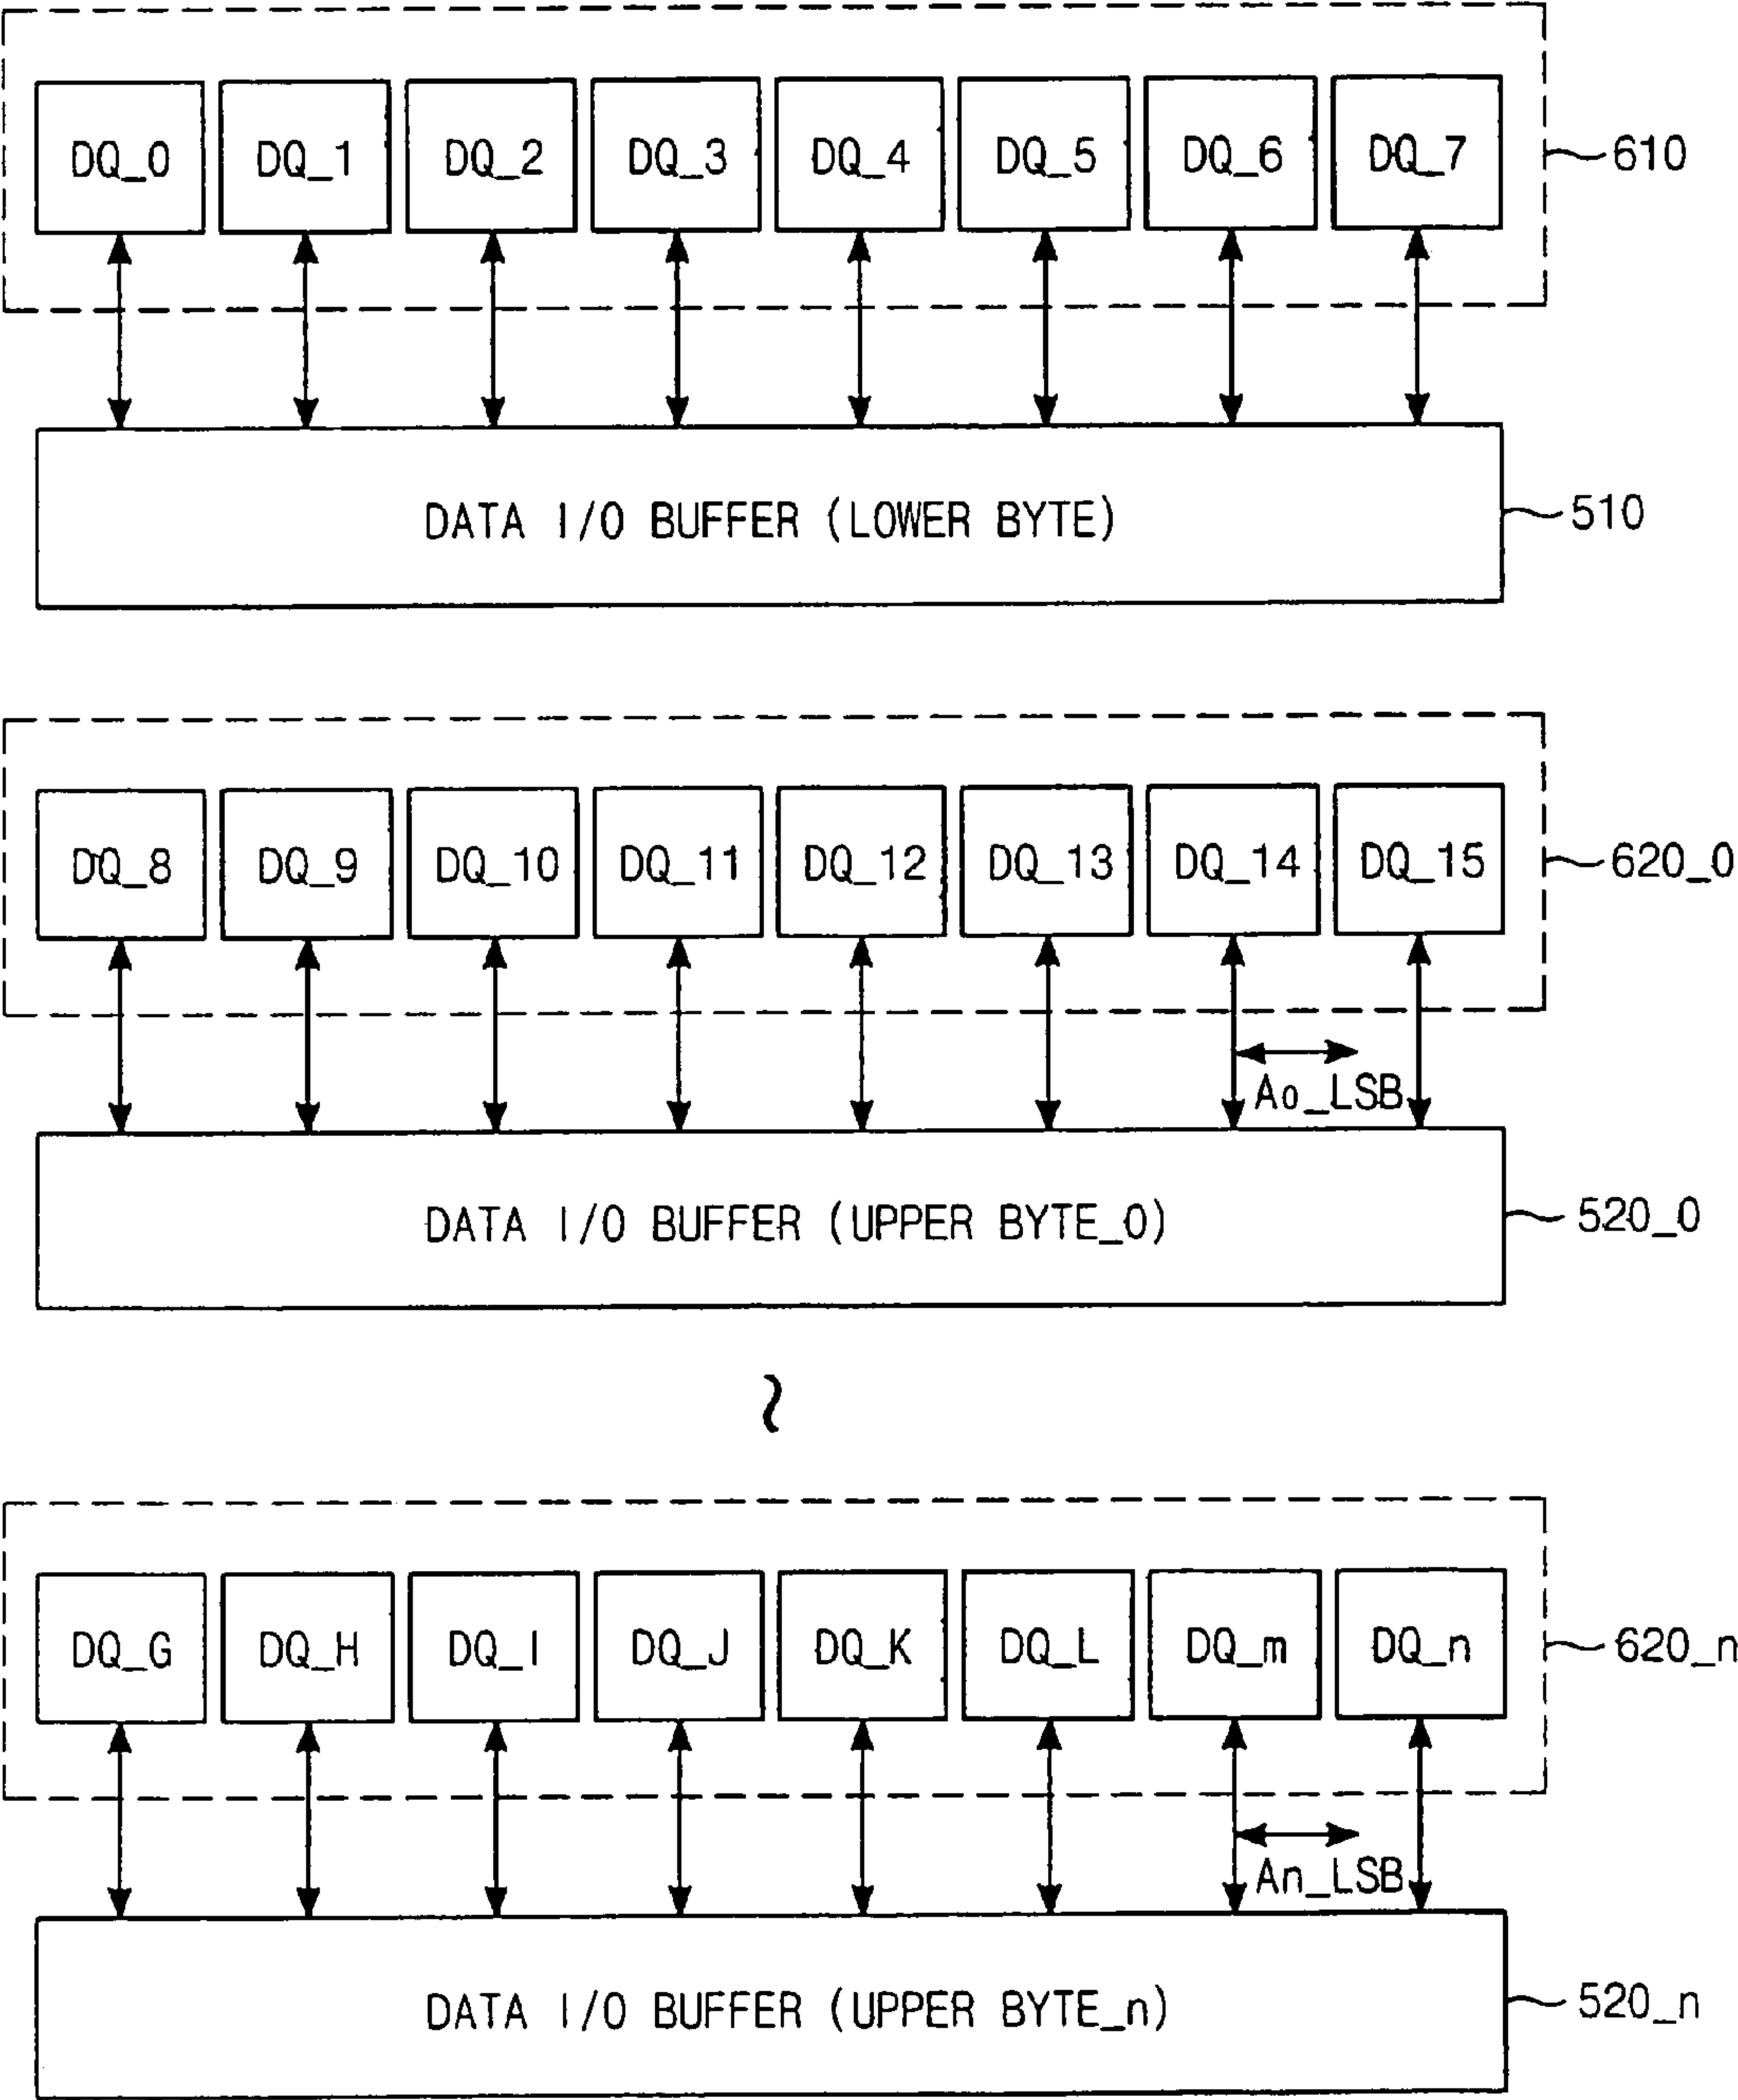 DQ_0 DQ_1 DQ_2 DQ_3 DQ_4 DQ_5 DQ_6 DQ_7 610
DATA I/O BUFFER (LOWER BYTE) 510
DQ_8 DQ_9 DQ_10 DQ_11 DQ_12 DQ_13 DQ_14 DQ_15 620_0
A0_LSB
DATA I/O BUFFER (UPPER BYTE_0) 520_0
~
DQ_G DQ_H DQ_I DQ_J DQ_K DQ_L DQ_m DQ_n 620_n
An_LSB
DATA I/O BUFFER (UPPER BYTE_n) 520_n